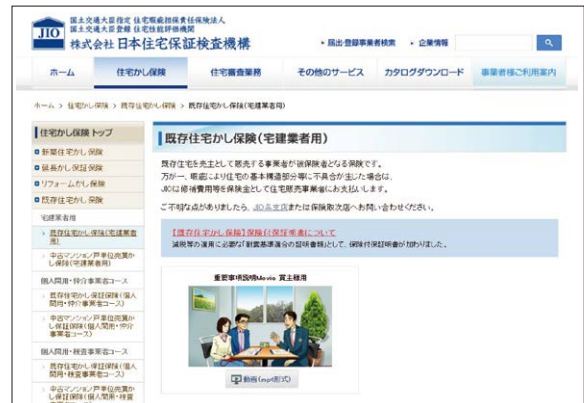 国土交通大臣指定 住宅瑕疵担保責任保険法人
国土交通大臣登録 住宅性能評価機関
JIO
株式会社 日本住宅保証検査機構
届出・登録事業者検索
企業情報
ホーム
住宅かし保険
住宅審査業務
その他のサービス
カタログダウンロード
事業者様ご利用案内
ホーム > 住宅かし保険 > 既存住宅かし保険 > 既存住宅かし保険(宅建業者用)
住宅かし保険 トップ
新築住宅かし保険
延長かし保証保険
リフォームかし保険
既存住宅かし保険
宅建業者用
既存住宅かし保険(宅建業者用)
中古マンション戸単位売買かし保険(宅建業者用)
個人間用・仲介事業者コース
既存住宅かし保証保険(個人間用・仲介事業者コース)
中古マンション戸単位売買かし保証保険(個人間用・仲介事業者コース)
個人間用・検査事業者コース
既存住宅かし保証保険(個人間用・検査事業者コース)
中古マンション戸単位売買かし保証保険(個人間用・検査
既存住宅かし保険(宅建業者用)
既存住宅を売主として販売する事業者が被保険者となる保険です。
万が一、瑕疵により住宅の基本構造部分等に不具合が生じた場合は、
JIOは修補費用等を保険金として住宅販売事業者にお支払いします。
ご不明な点がありましたら、JIO各支店または保険取次店へお問い合わせください。
【既存住宅かし保険】保険付保証明書について
減税等の適用に必要な「耐震基準適合の証明書類」として、保険付保証明書が加わりました。
重要事項説明Movie 買主様用
動画(mp4形式)